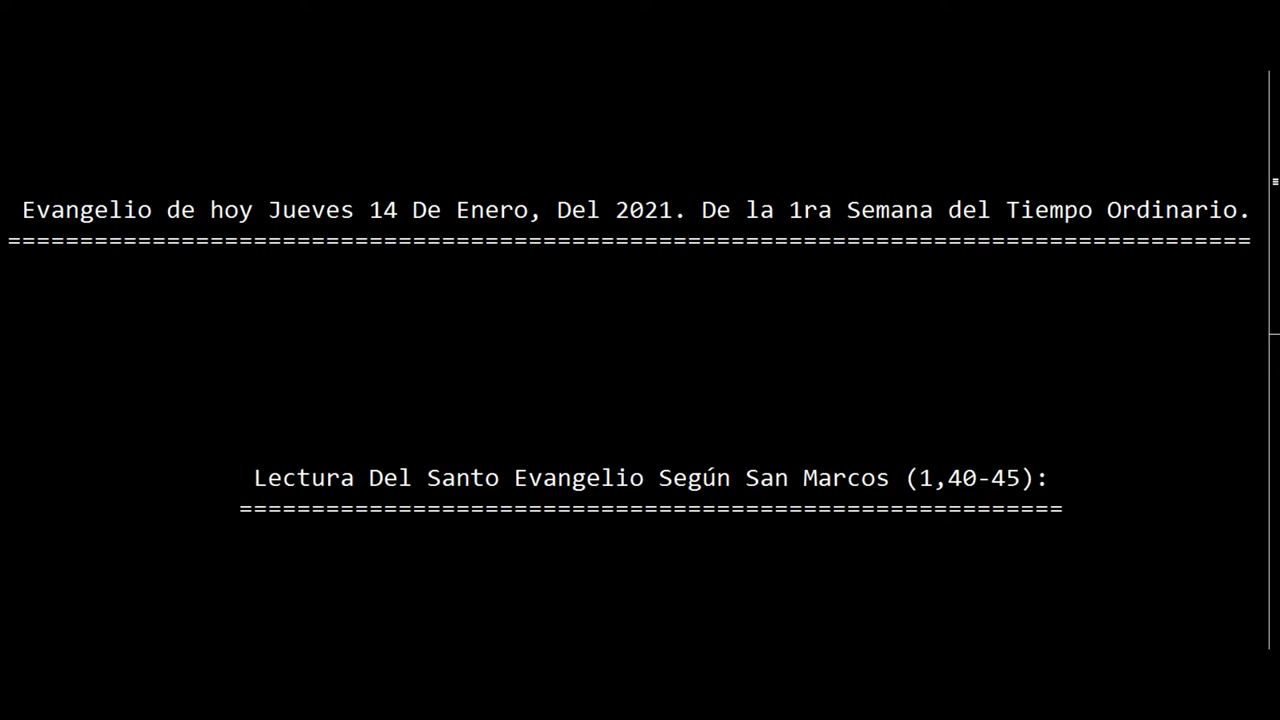 Evangelio de hoy Jueves 14 De Enero, Del 2021. De la 1ra Semana del Tiempo Ordinario.
======================================================================================
Lectura Del Santo Evangelio Según San Marcos (1,40-45):
=========================================================